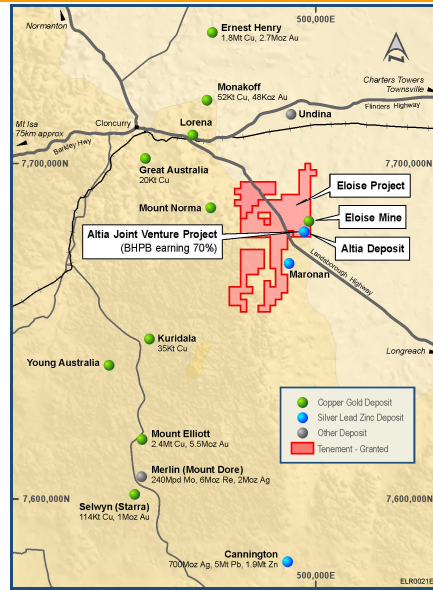 500,000E
Normanton
Ernest Henry
1.8Mt Cu, 2.7Moz Au
Monakoff
52Kt Cu, 48Koz Au
Charters Towers
Townsville
Undina
Flinders Highway
Mt Isa
75km approx
Cloncurry
Lorena
Barkley Hwy
7,700,000N
7,700,000N
Great Australia
20Kt Cu
Eloise Project
Mount Norma
Eloise Mine
Altia Joint Venture Project
(BHPB earning 70%)
Altia Deposit
Maronan
Landsborough Highway
Kuridala
35Kt Cu
Longreach
Young Australia
Copper Gold Deposit
Silver Lead Zinc Deposit
Other Deposit
Tenement - Granted
Mount Elliott
2.4Mt Cu, 5.5Moz Au
Merlin (Mount Dore)
240Mpd Mo, 6Moz Re, 2Moz Ag
7,600,000N
7,600,000N
Selwyn (Starra)
114Kt Cu, 1Moz Au
Cannington
700Moz Ag, 5Mt Pb, 1.9Mt Zn
500,000E
ELR0021E